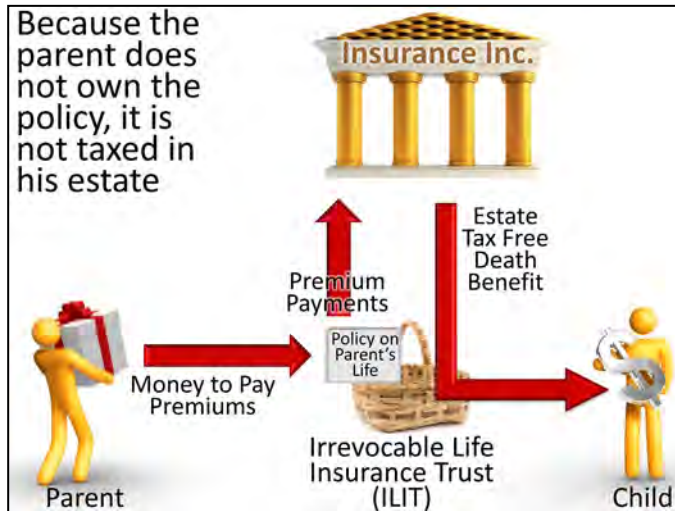 Because the
parent does
not own the
policy, it is
not taxed in
his estate
Insurance Inc.
Estate
Tax Free
Death
Benefit
Premium
Payments
Policy on
Parent's
Life
Money to Pay
Premiums
Irrevocable Life
Insurance Trust
(ILIT)
Parent
Child